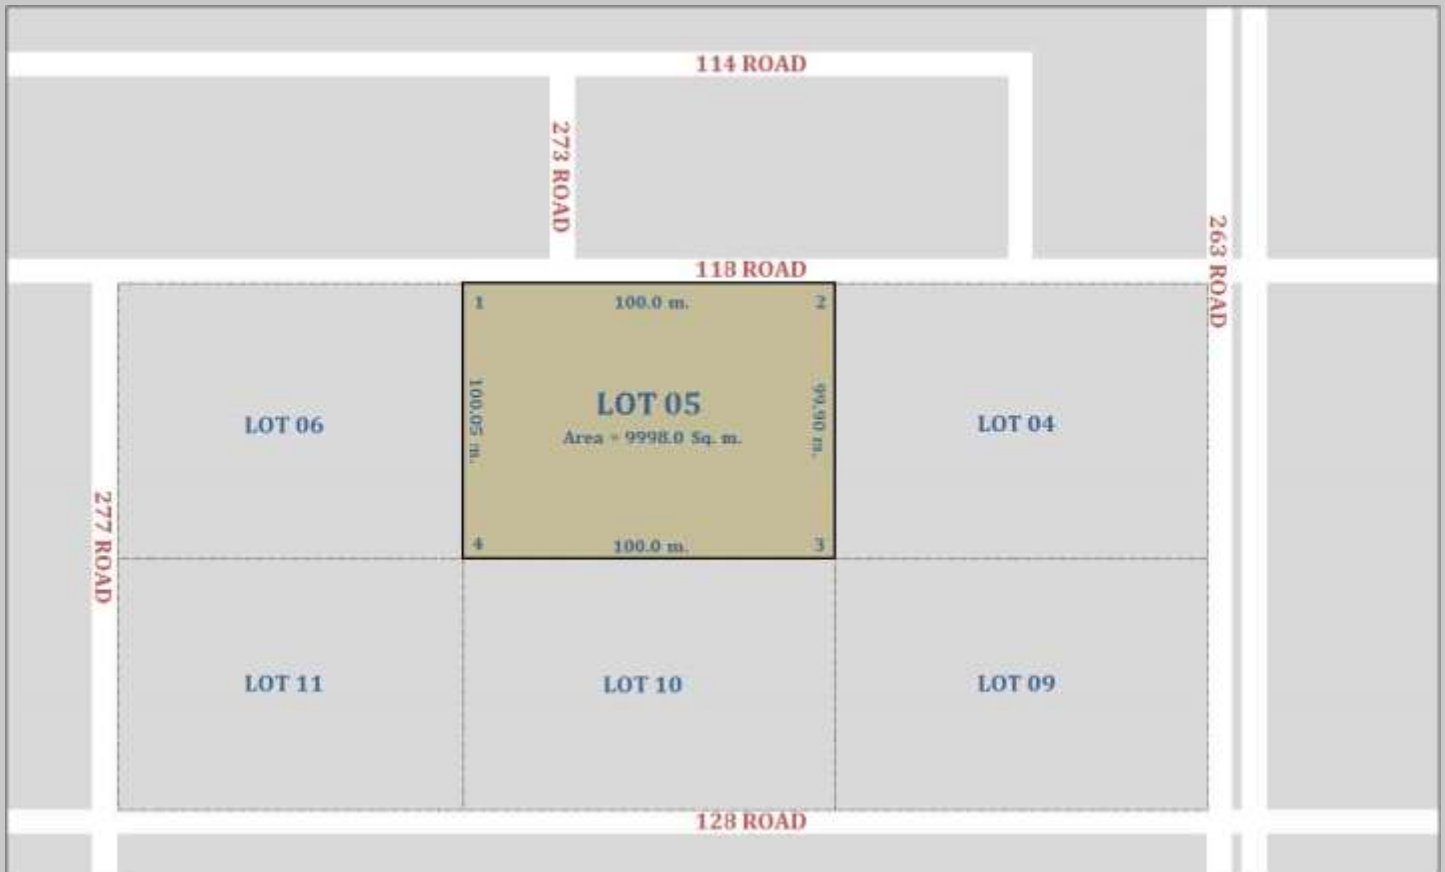 114 ROAD
273 ROAD
263 ROAD
118 ROAD
1
100.0 m.
2
LOT 06
100.05 m.
LOT 05
Area = 9998.0 Sq. m.
99.90 m.
LOT 04
277 ROAD
4
100.0 m.
3
LOT 11
LOT 10
LOT 09
128 ROAD